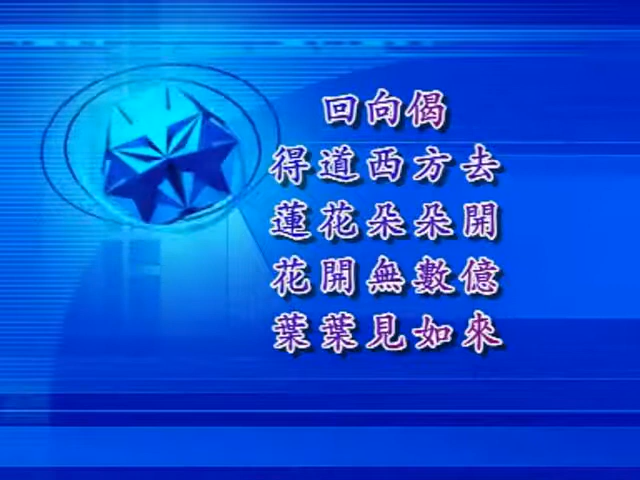 回向偈
得道西方去
蓮花朵朵開
花開無數億
葉葉見如來